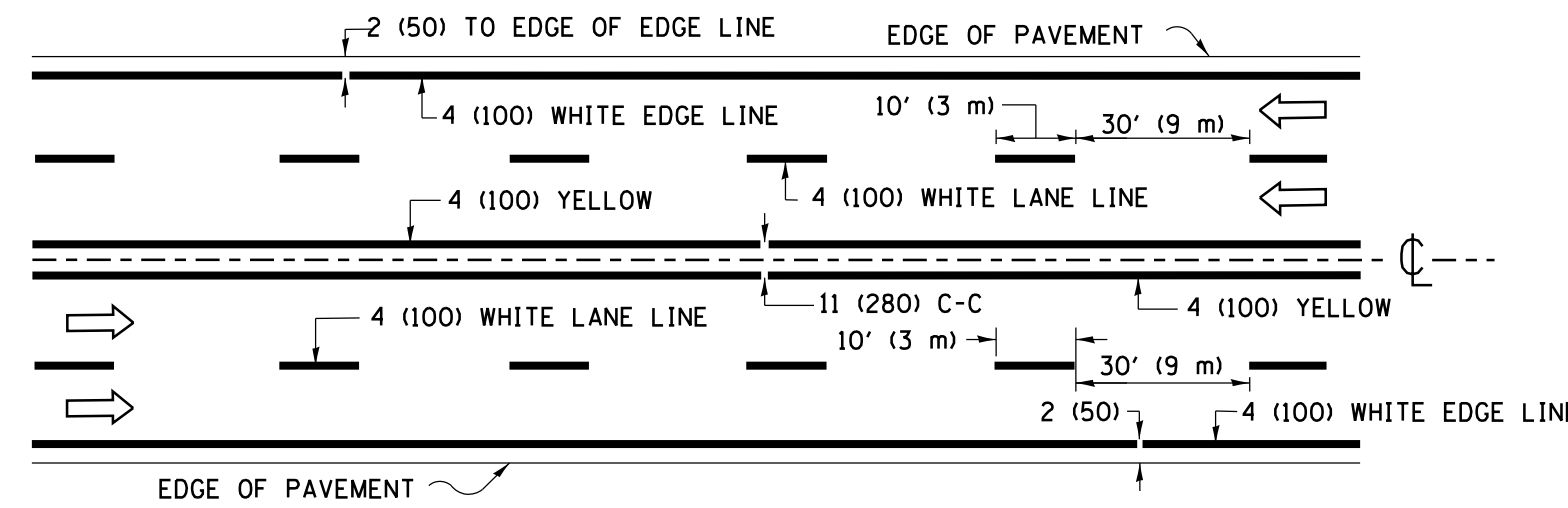 2 (50) TO EDGE OF EDGE LINE
EDGE OF PAVEMENT
4 (100) WHITE EDGE LINE
10' (3 m)
30' (9 m)
4 (100) YELLOW
4 (100) WHITE LANE LINE
℄
11 (280) C-C
4 (100) YELLOW
4 (100) WHITE LANE LINE
10' (3 m)
30' (9 m)
2 (50)
4 (100) WHITE EDGE LINE
EDGE OF PAVEMENT